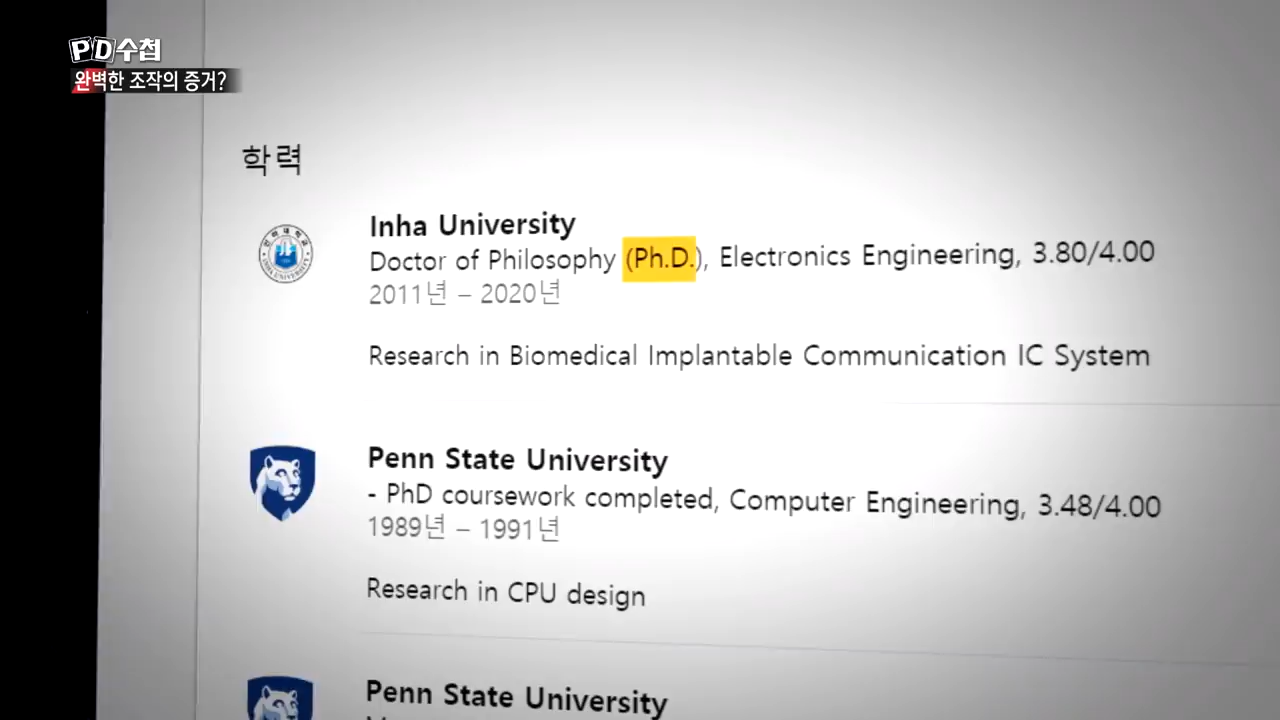 PD수첩
완벽한 조작의 증거?
학력
Inha University
Doctor of Philosophy (Ph.D.), Electronics Engineering, 3.80/4.00
2011년 – 2020년
Research in Biomedical Implantable Communication IC System
Penn State University
- PhD coursework completed, Computer Engineering, 3.48/4.00
1989년 – 1991년
Research in CPU design
Penn State University